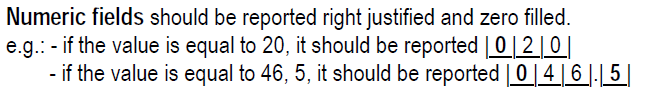 Numeric fields should be reported right justified and zero filled.
e.g.: - if the value is equal to 20, it should be reported | 0 | 2 | 0 |
- if the value is equal to 46, 5, it should be reported | 0 | 4 | 6 |.| 5 |